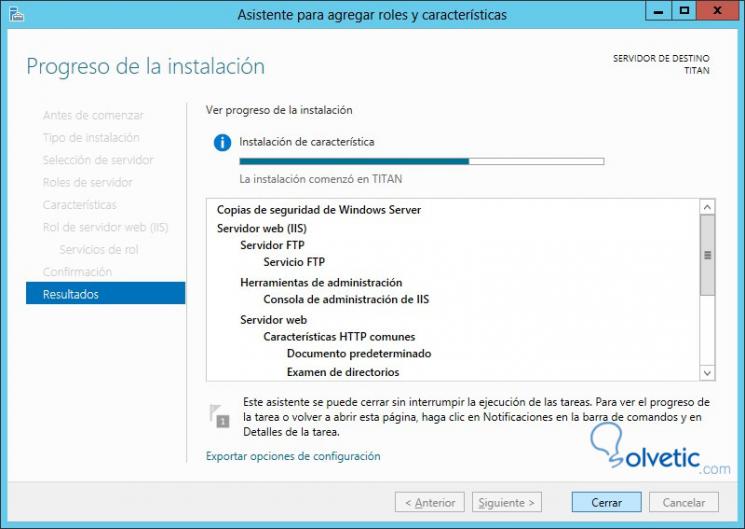 Asistente para agregar roles y características
Progreso de la instalación
SERVIDOR DE DESTINO
TITAN
Antes de comenzar
Tipo de instalación
Selección de servidor
Roles de servidor
Características
Rol de servidor web (IIS)
Servicios de rol
Confirmación
Resultados
Ver progreso de la instalación
Instalación de característica
La instalación comenzó en TITAN
Copias de seguridad de Windows Server
Servidor web (IIS)
Servidor FTP
Servicio FTP
Herramientas de administración
Consola de administración de IIS
Servidor web
Características HTTP comunes
Documento predeterminado
Examen de directorios
1
Este asistente se puede cerrar sin interrumpir la ejecución de las tareas. Para ver el progreso de
la tarea o volver a abrir esta página, haga clic en Notificaciones en la barra de comandos y en
Detalles de la tarea.
Exportar opciones de configuración
Solvetic.com
< Anterior
Siguiente >
Cerrar
Cancelar